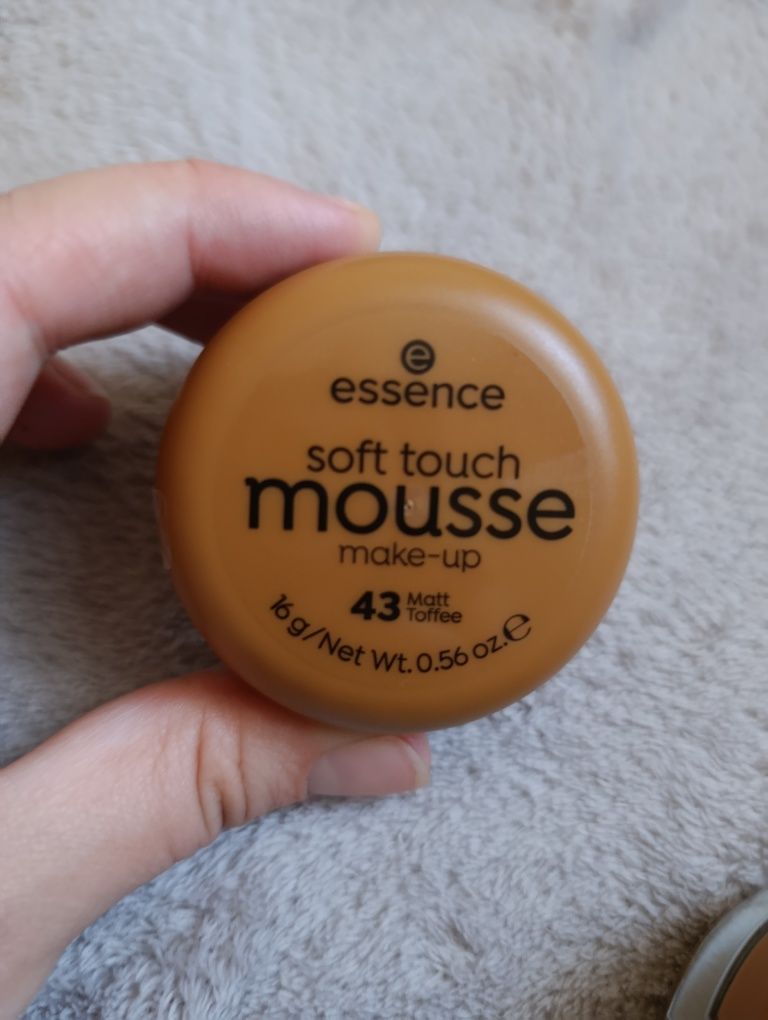 e
essence
soft touch
mousse
make-up
43 Matt
Toffee
16 g/Net Wt. 0.56 oz. ℮